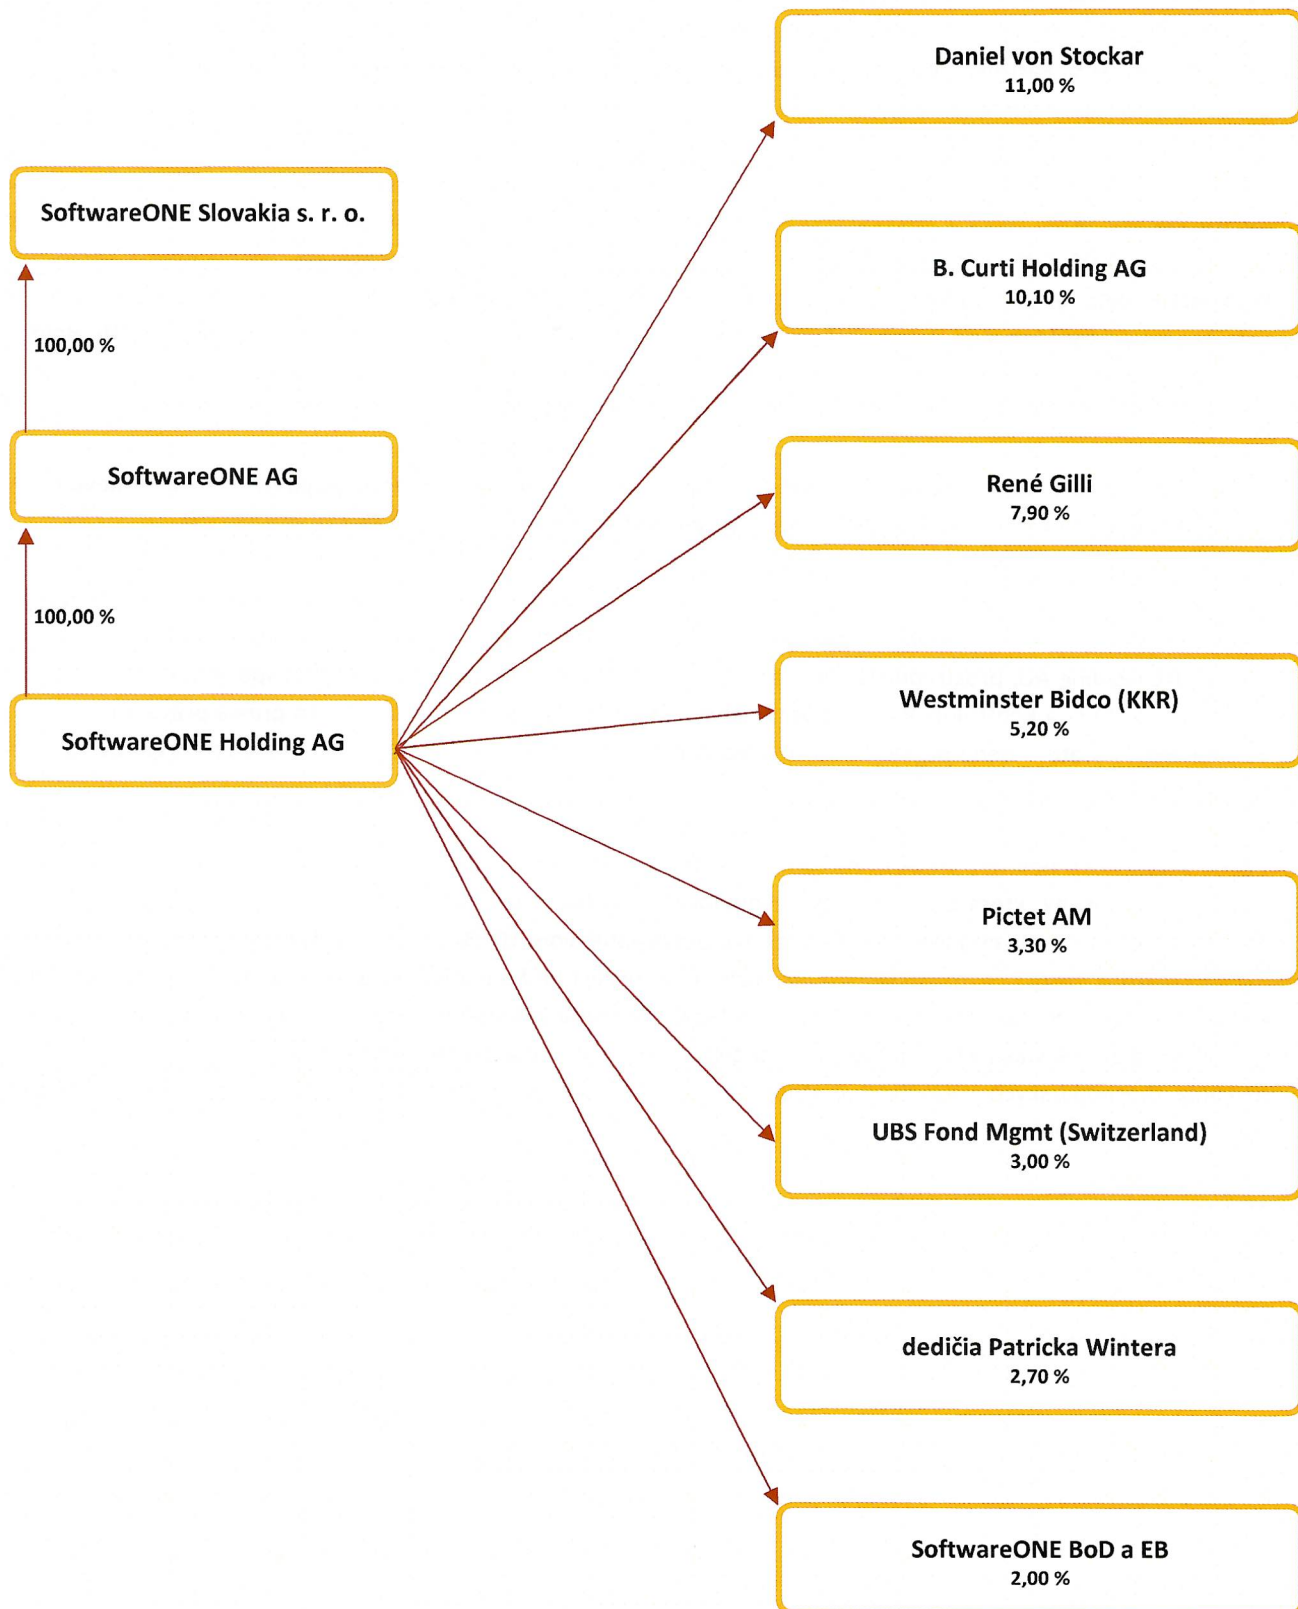 SoftwareONE Slovakia s. r. o.
100,00 %
SoftwareONE AG
100,00 %
SoftwareONE Holding AG
Daniel von Stockar
11,00 %
B. Curti Holding AG
10,10 %
René Gilli
7,90 %
Westminster Bidco (KKR)
5,20 %
Pictet AM
3,30 %
UBS Fond Mgmt (Switzerland)
3,00 %
dedičia Patricka Wintera
2,70 %
SoftwareONE BoD a EB
2,00 %